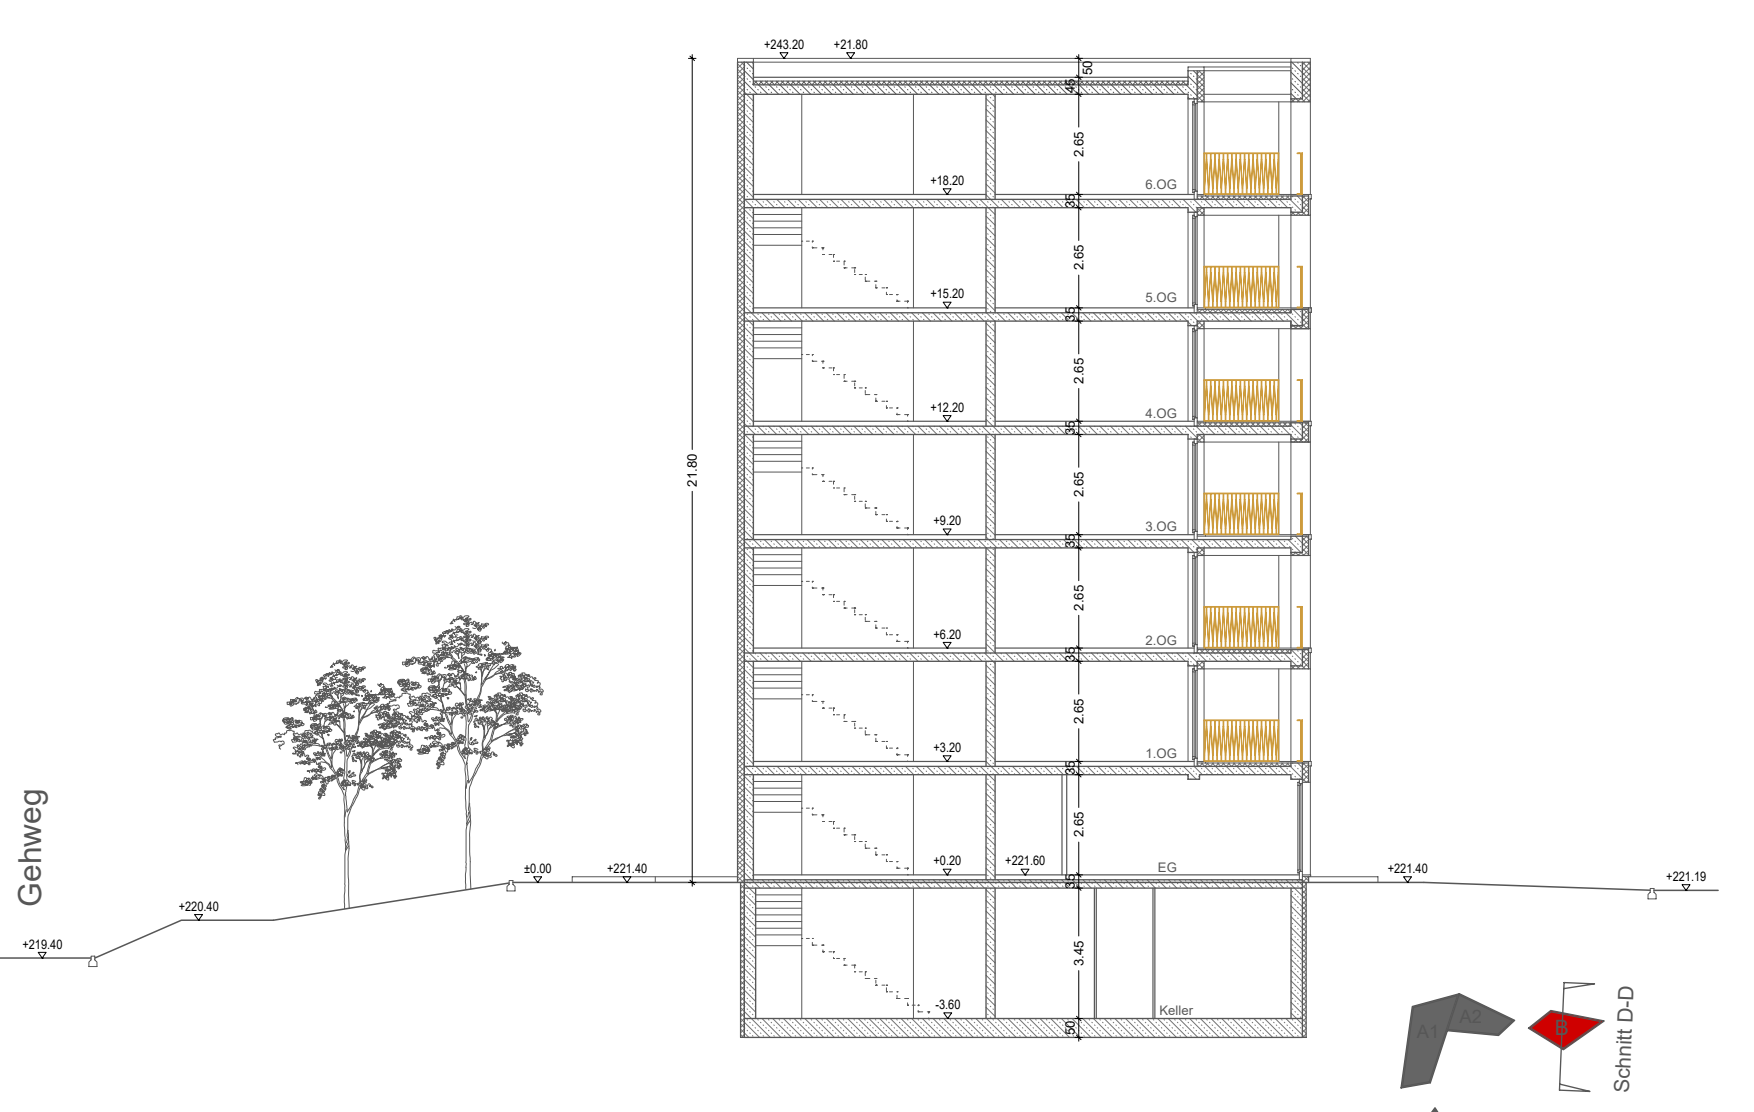 +243.20 +21.80
50
45
2.65
+18.20
6.OG
35
2.65
+15.20
5.OG
35
2.65
+12.20
4.OG
35
21.80
2.65
+9.20
3.OG
35
2.65
+6.20
2.OG
35
2.65
+3.20
1.OG
35
2.65
Gehweg
±0.00
+221.40
+0.20
+221.60
EG
+221.40
+221.19
35
+220.40
+219.40
3.45
-3.60
Keller
50
A1
A2
B
Schnitt D-D